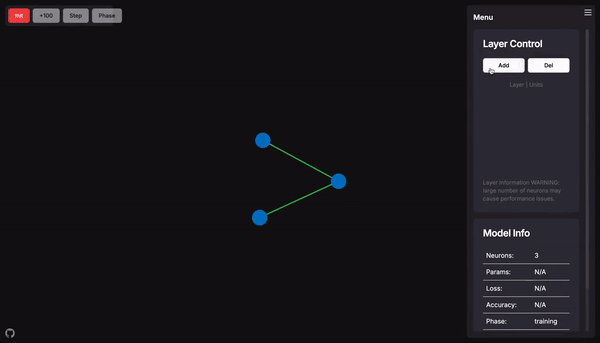 Init +100 Step Phase
Menu
Layer Control
Add Del
Layer | Units
Layer Information WARNING:
large number of neurons may
cause performance issues.
Model Info
Neurons: 3
Params: N/A
Loss: N/A
Accuracy: N/A
Phase: training